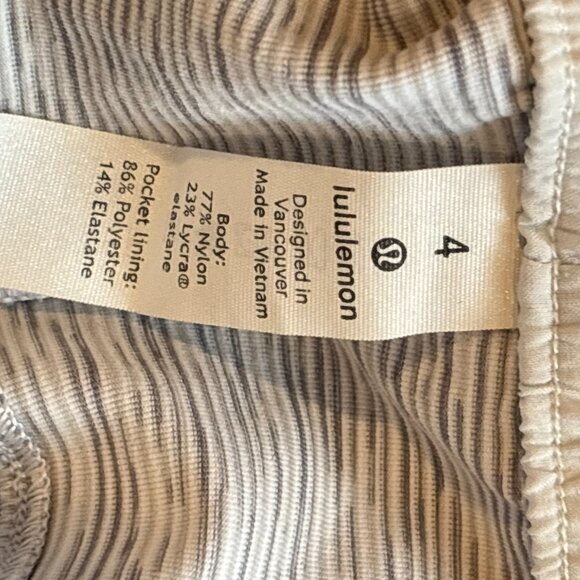 4
lululemon
Designed in
Vancouver
Made in Vietnam
Body:
77% Nylon
23% Lycra®
elastane
Pocket lining:
86% Polyester
14% Elastane